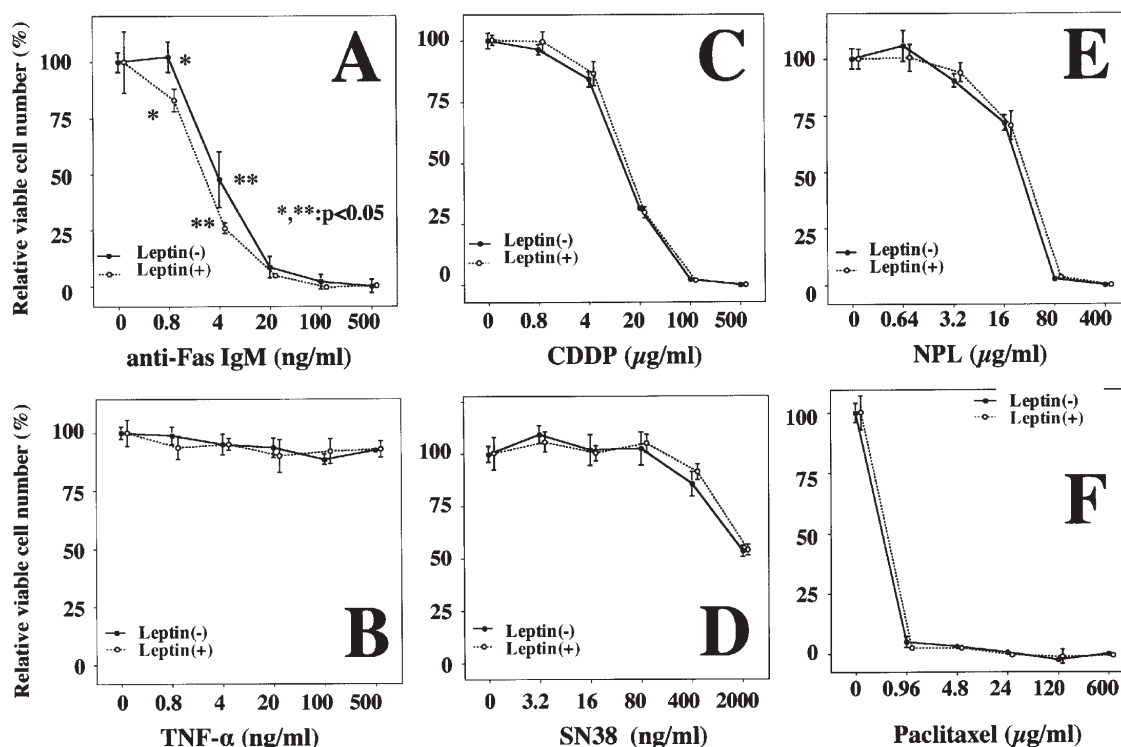 Relative viable cell number (%)
A
100
75
50
25
0
*
*
**
**
*,**:p<0.05
Leptin(-)
Leptin(+)
0 0.8 4 20 100 500
anti-Fas IgM (ng/ml)
C
100
75
50
25
0
Leptin(-)
Leptin(+)
0 0.8 4 20 100 500
CDDP (µg/ml)
E
100
75
50
25
0
Leptin(-)
Leptin(+)
0 0.64 3.2 16 80 400
NPL (µg/ml)
Relative viable cell number (%)
B
100
75
50
25
0
Leptin(-)
Leptin(+)
0 0.8 4 20 100 500
TNF-α (ng/ml)
D
100
75
50
25
0
Leptin(-)
Leptin(+)
0 3.2 16 80 400 2000
SN38 (ng/ml)
F
Leptin(-)
Leptin(+)
100
75
50
25
0
0 0.96 4.8 24 120 600
Paclitaxel (µg/ml)